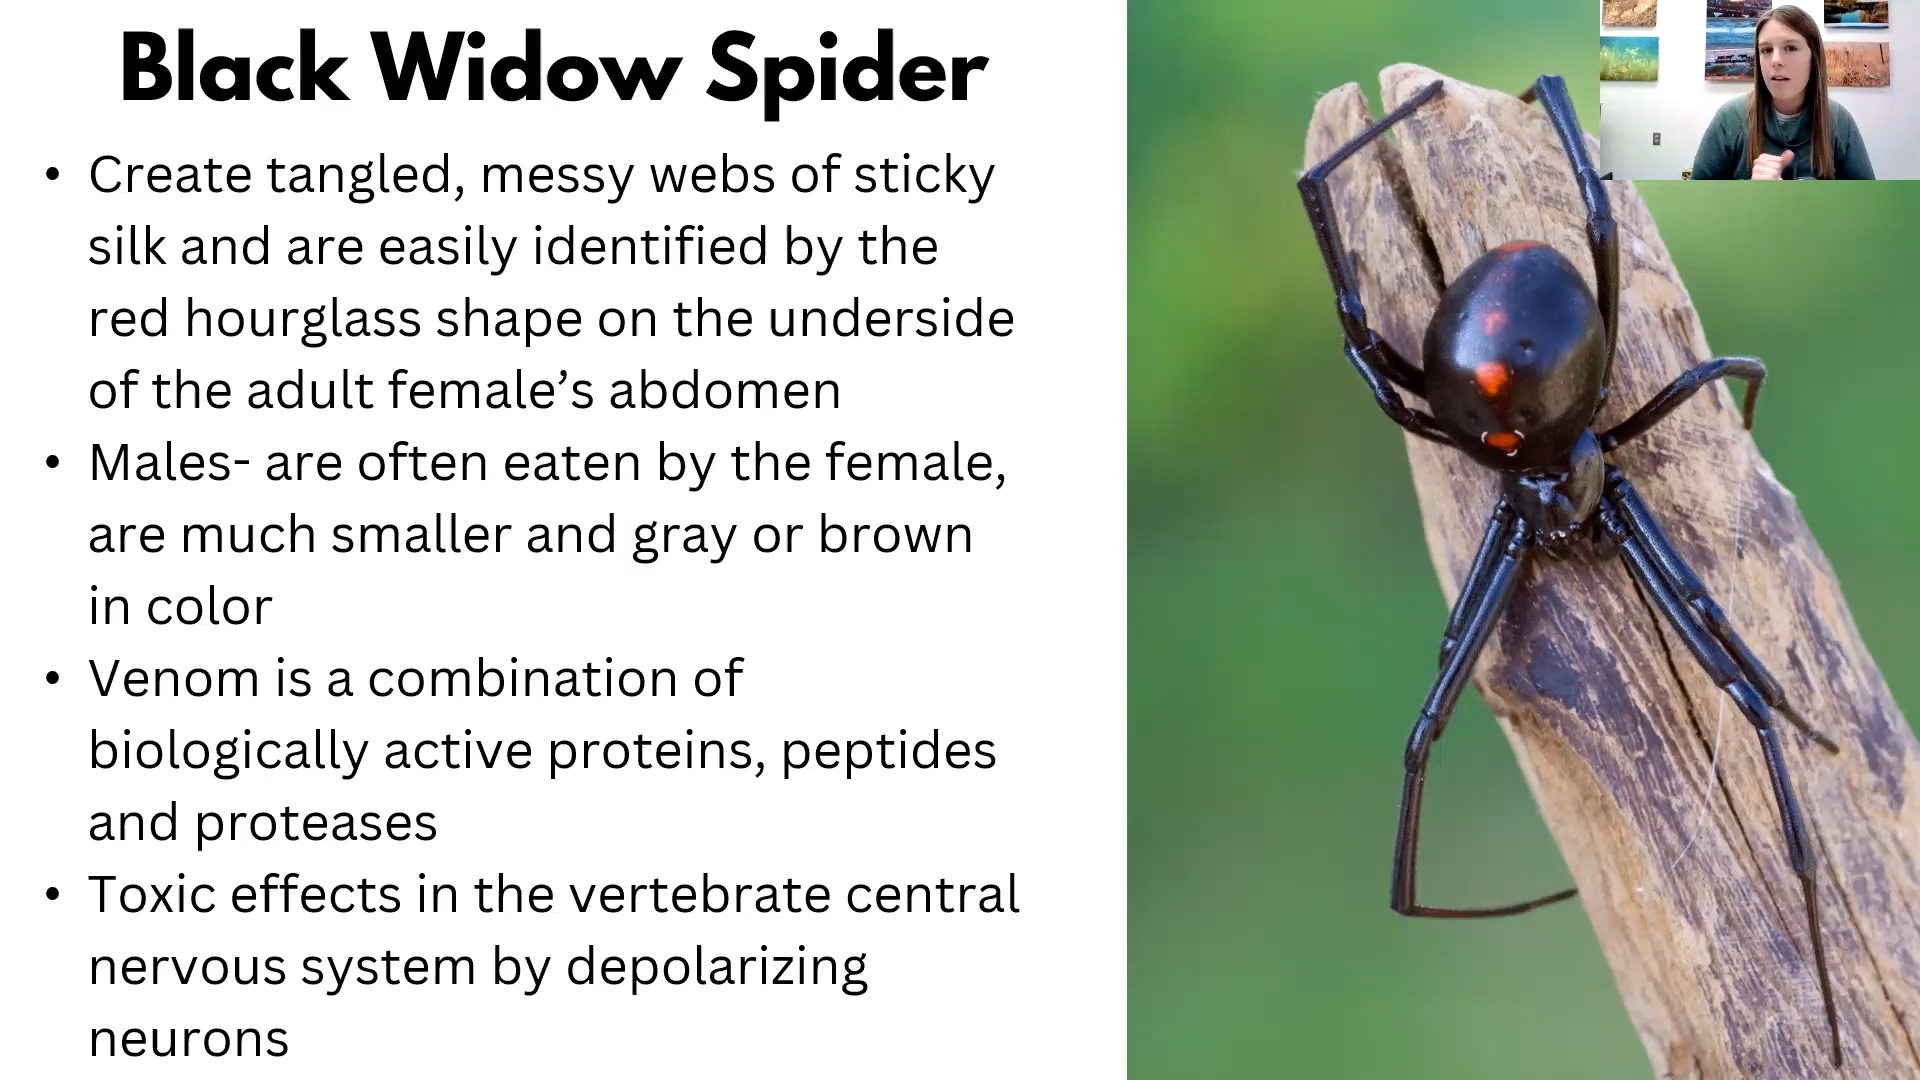 Black Widow Spider
• Create tangled, messy webs of sticky
silk and are easily identified by the
red hourglass shape on the underside
of the adult female’s abdomen
• Males- are often eaten by the female,
are much smaller and gray or brown
in color
• Venom is a combination of
biologically active proteins, peptides
and proteases
• Toxic effects in the vertebrate central
nervous system by depolarizing
neurons